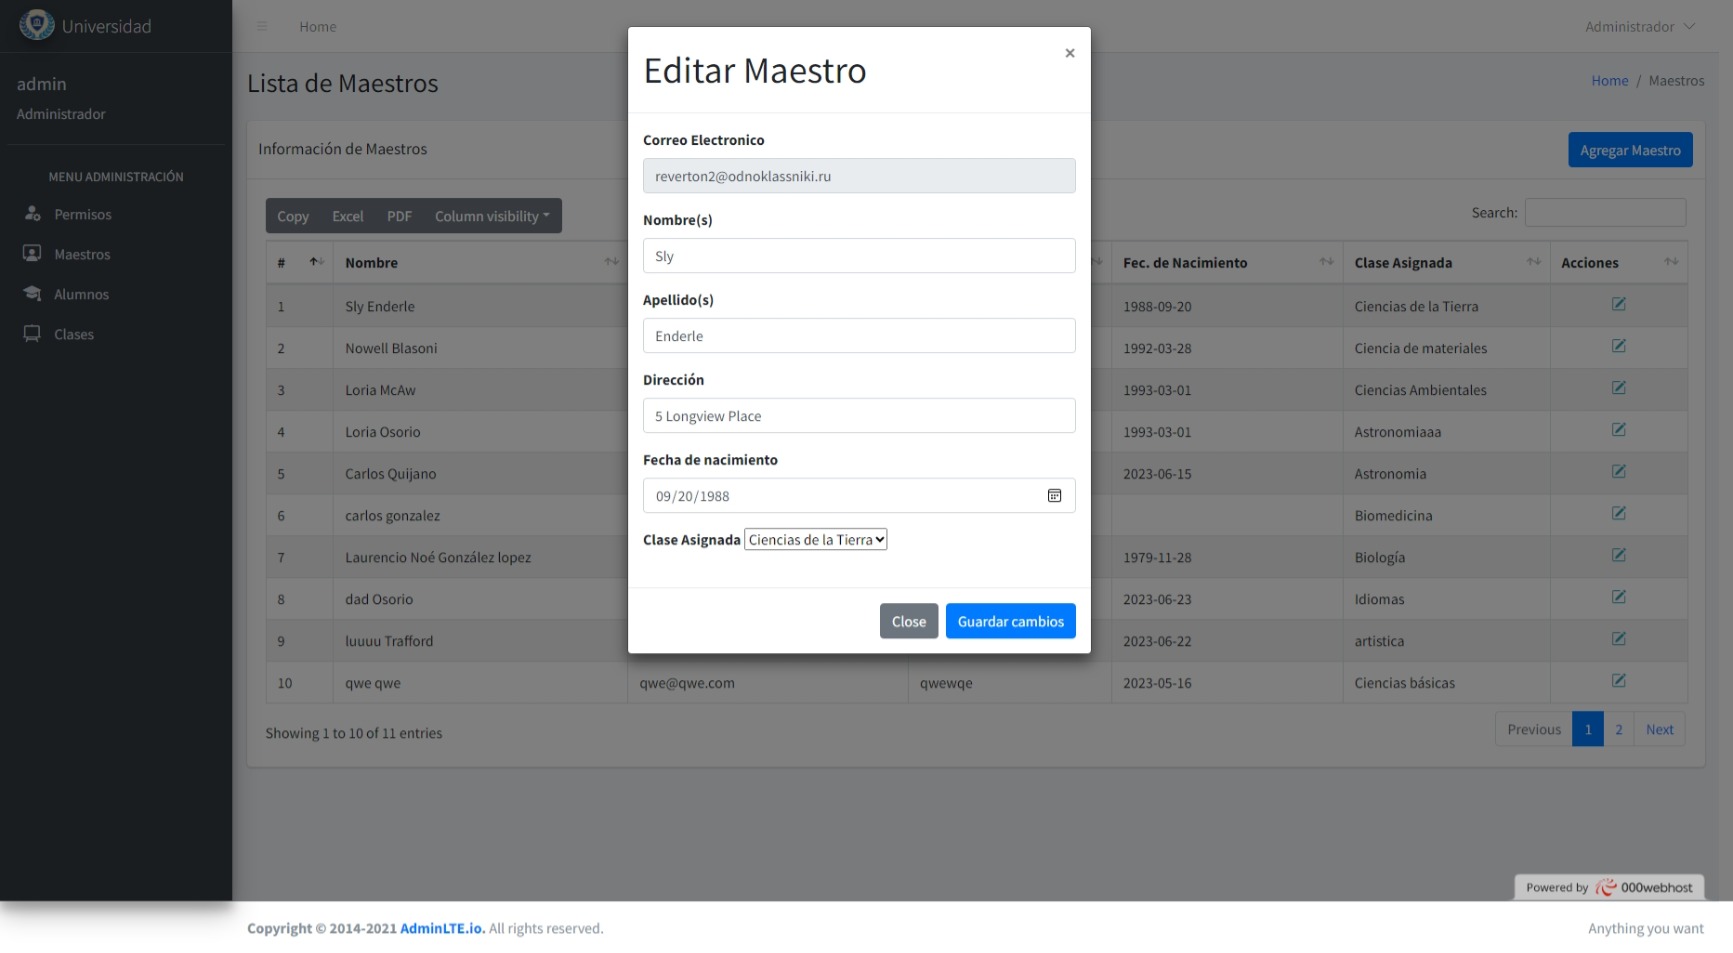 Universidad
Home
Administrador
admin
Administrador
MENU ADMINISTRACIÓN
Permisos
Maestros
Alumnos
Clases
Lista de Maestros
Home / Maestros
Información de Maestros
Agregar Maestro
Copy Excel PDF Column visibility
Search:
# Nombre Fec. de Nacimiento Clase Asignada Acciones
1 Sly Enderle 1988-09-20 Ciencias de la Tierra
2 Nowell Blasoni 1992-03-28 Ciencia de materiales
3 Loria McAw 1993-03-01 Ciencias Ambientales
4 Loria Osorio 1993-03-01 Astronomiaaa
5 Carlos Quijano 2023-06-15 Astronomia
6 carlos gonzalez Biomedicina
7 Laurencio Noé González lopez 1979-11-28 Biología
8 dad Osorio 2023-06-23 Idiomas
9 luuuu Trafford 2023-06-22 artistica
10 qwe qwe qwe@qwe.com qwewqe 2023-05-16 Ciencias básicas
Showing 1 to 10 of 11 entries
Previous 1 2 Next
Editar Maestro
×
Correo Electronico
reverton2@odnoklassniki.ru
Nombre(s)
Sly
Apellido(s)
Enderle
Dirección
5 Longview Place
Fecha de nacimiento
09/20/1988
Clase Asignada Ciencias de la Tierra
Close Guardar cambios
Powered by 000webhost
Copyright © 2014-2021 AdminLTE.io. All rights reserved.
Anything you want